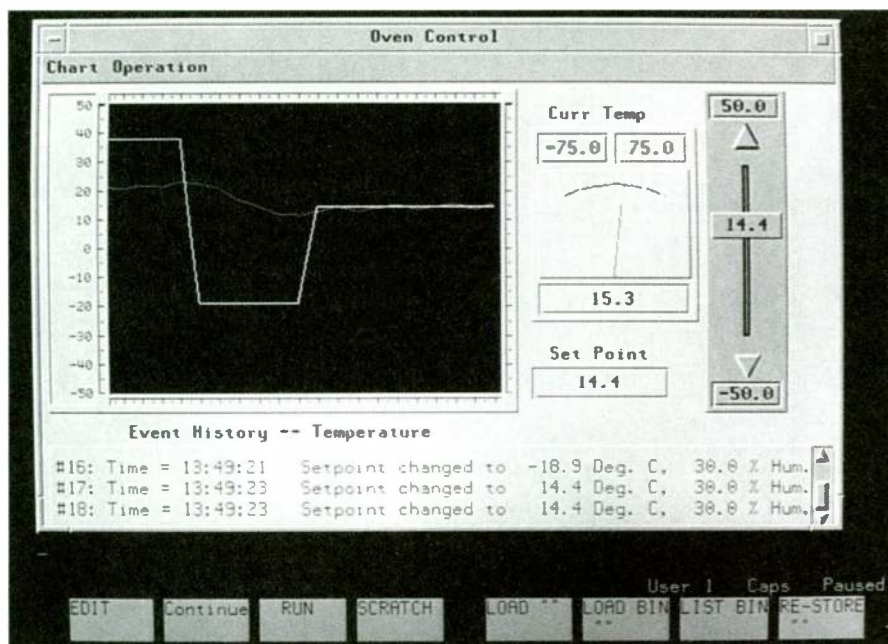 Oven Control
Chart Operation
50
40
30
20
10
0
-10
-20
-30
-40
-50
Curr Temp
-75.0 75.0
15.3
Set Point
14.4
50.0
14.4
-50.0
Event History -- Temperature
#16: Time = 13:49:21 Setpoint changed to -18.9 Deg. C, 30.0 % Hum.
#17: Time = 13:49:23 Setpoint changed to 14.4 Deg. C, 30.0 % Hum.
#18: Time = 13:49:23 Setpoint changed to 14.4 Deg. C, 30.0 % Hum.
User 1 Caps Paused
EDIT Continue RUN SCRATCH LOAD "" LOAD BIN "" LIST BIN RE-STORE ""